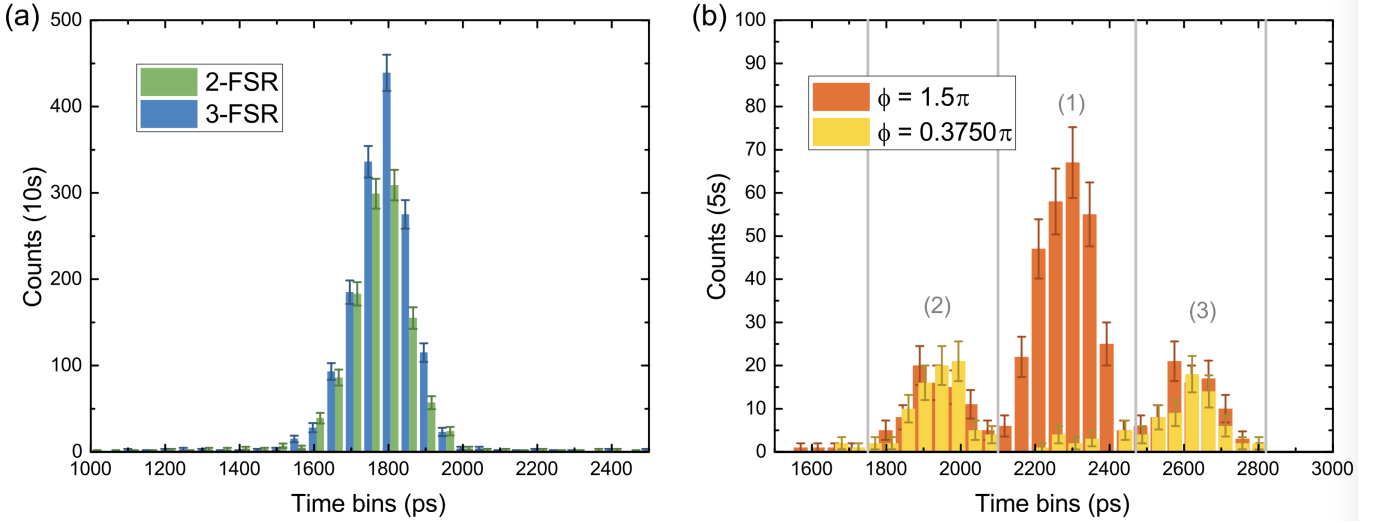 (a)
500
400
300
200
100
0
Counts (10s)
2-FSR
3-FSR
1000 1200 1400 1600 1800 2000 2200 2400
Time bins (ps)
(b)
100
90
80
70
60
50
40
30
20
10
0
Counts (5s)
ϕ = 1.5π
ϕ = 0.3750π
(1)
(2)
(3)
1600 1800 2000 2200 2400 2600 2800 3000
Time bins (ps)